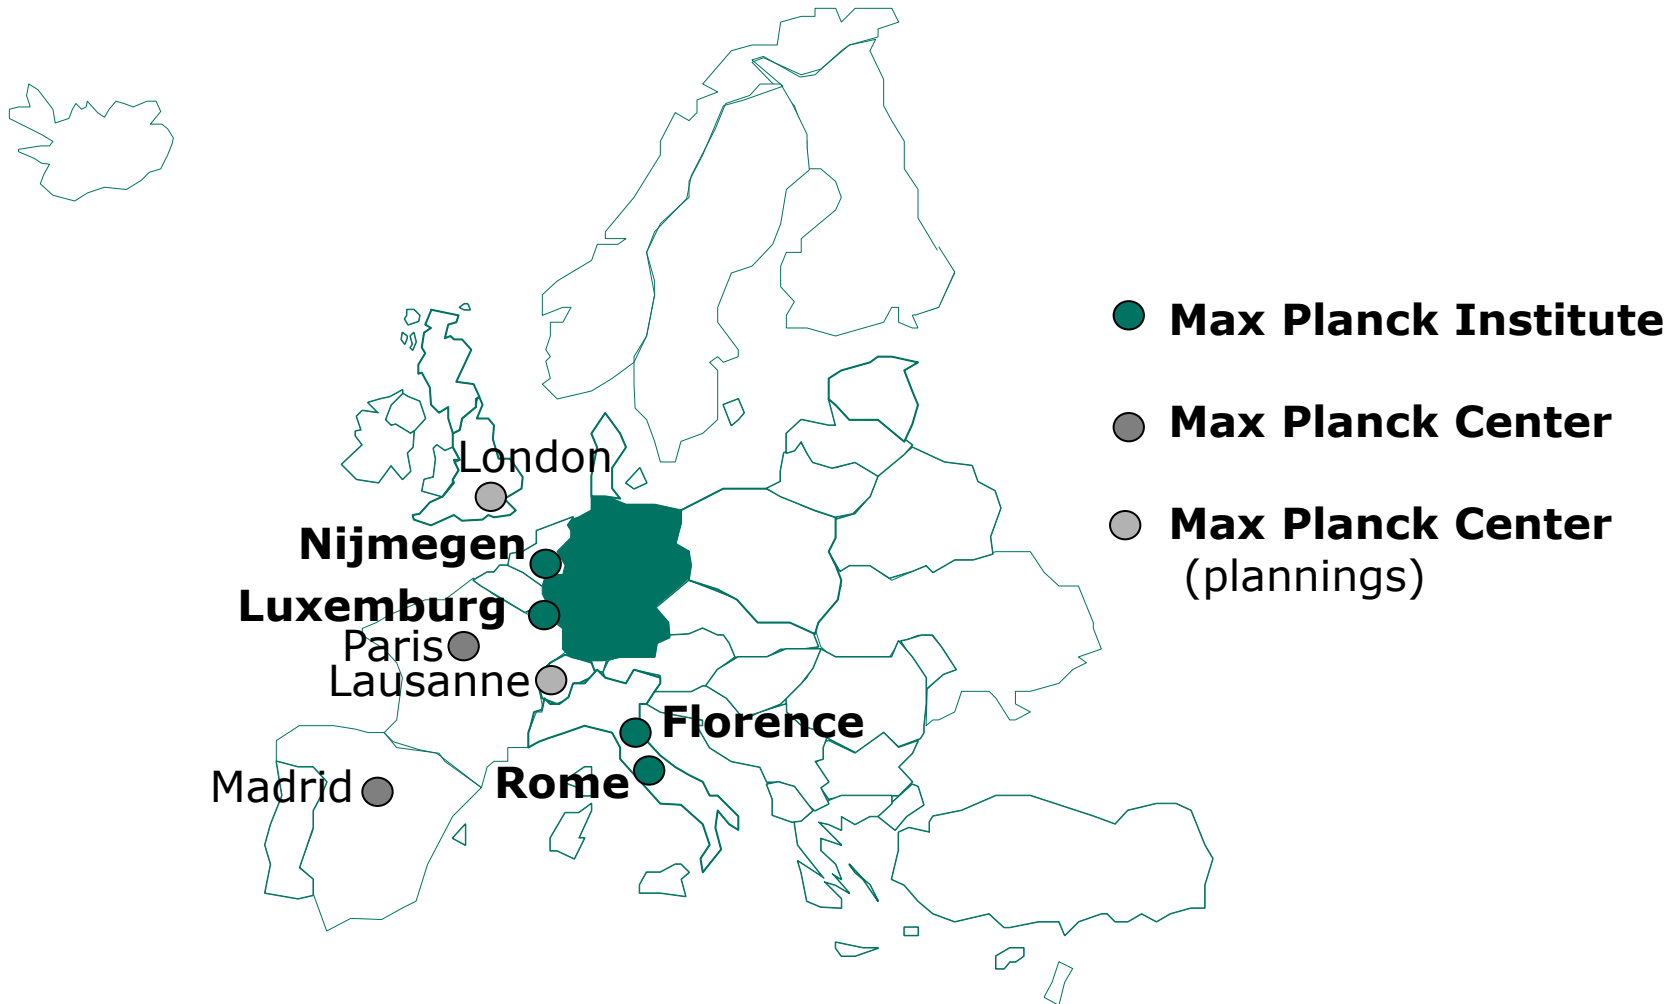 London
Nijmegen
Luxemburg
Paris
Lausanne
Florence
Rome
Madrid
Max Planck Institute
Max Planck Center
Max Planck Center
(plannings)